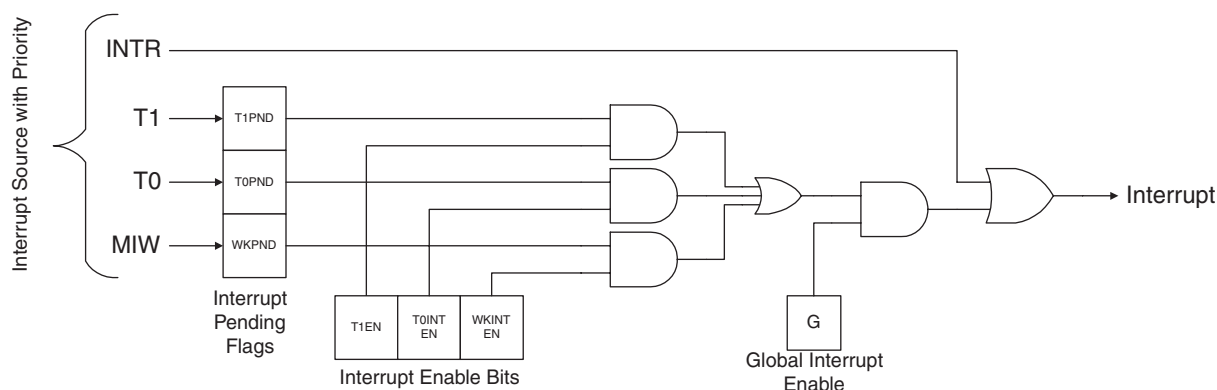 Interrupt Source with Priority
INTR
T1
T1PND
T0
T0PND
MIW
WKPND
Interrupt
Pending
Flags
T1EN
T0INT
EN
WKINT
EN
Interrupt Enable Bits
G
Global Interrupt
Enable
Interrupt